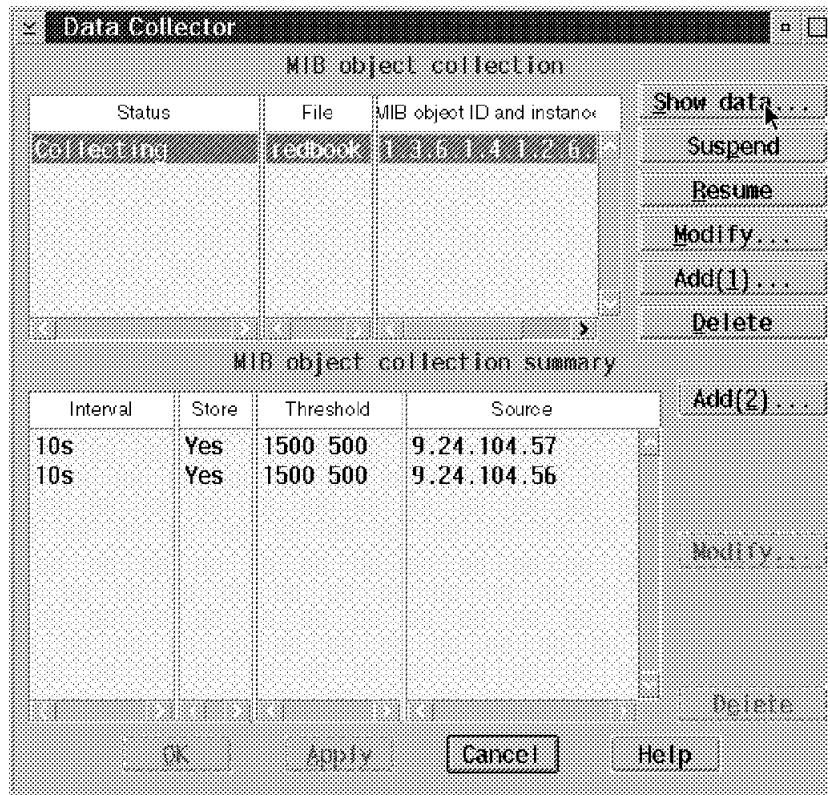 Data Collector
MIB object collection
Status File MIB object ID and instance
Collecting redbook 1.3.6.1.4.1.2.6.
Show data...
Suspend
Resume
Modify...
Add(1)...
Delete
MIB object collection summary
Interval Store Threshold Source
10s Yes 1500 500 9.24.104.57
10s Yes 1500 500 9.24.104.56
Add(2)...
Modify...
Delete
OK Apply Cancel Help